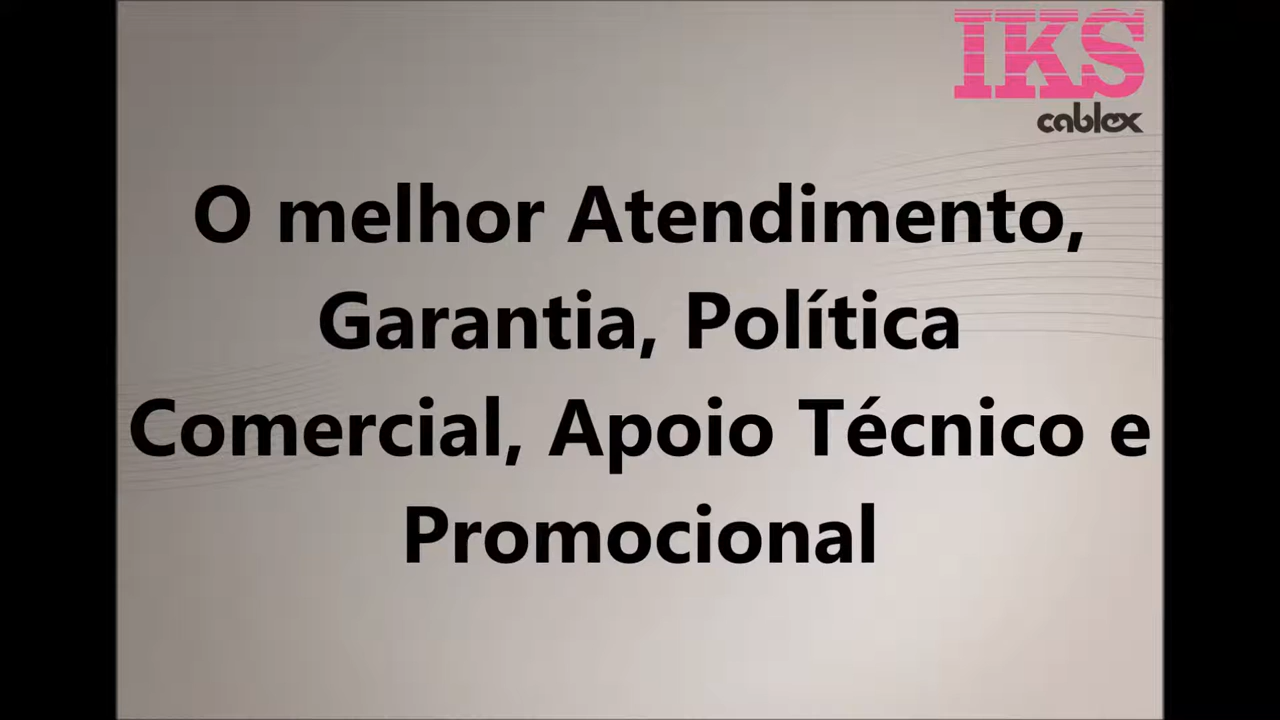 IKS
cablex
O melhor Atendimento,
Garantia, Política
Comercial, Apoio Técnico e
Promocional